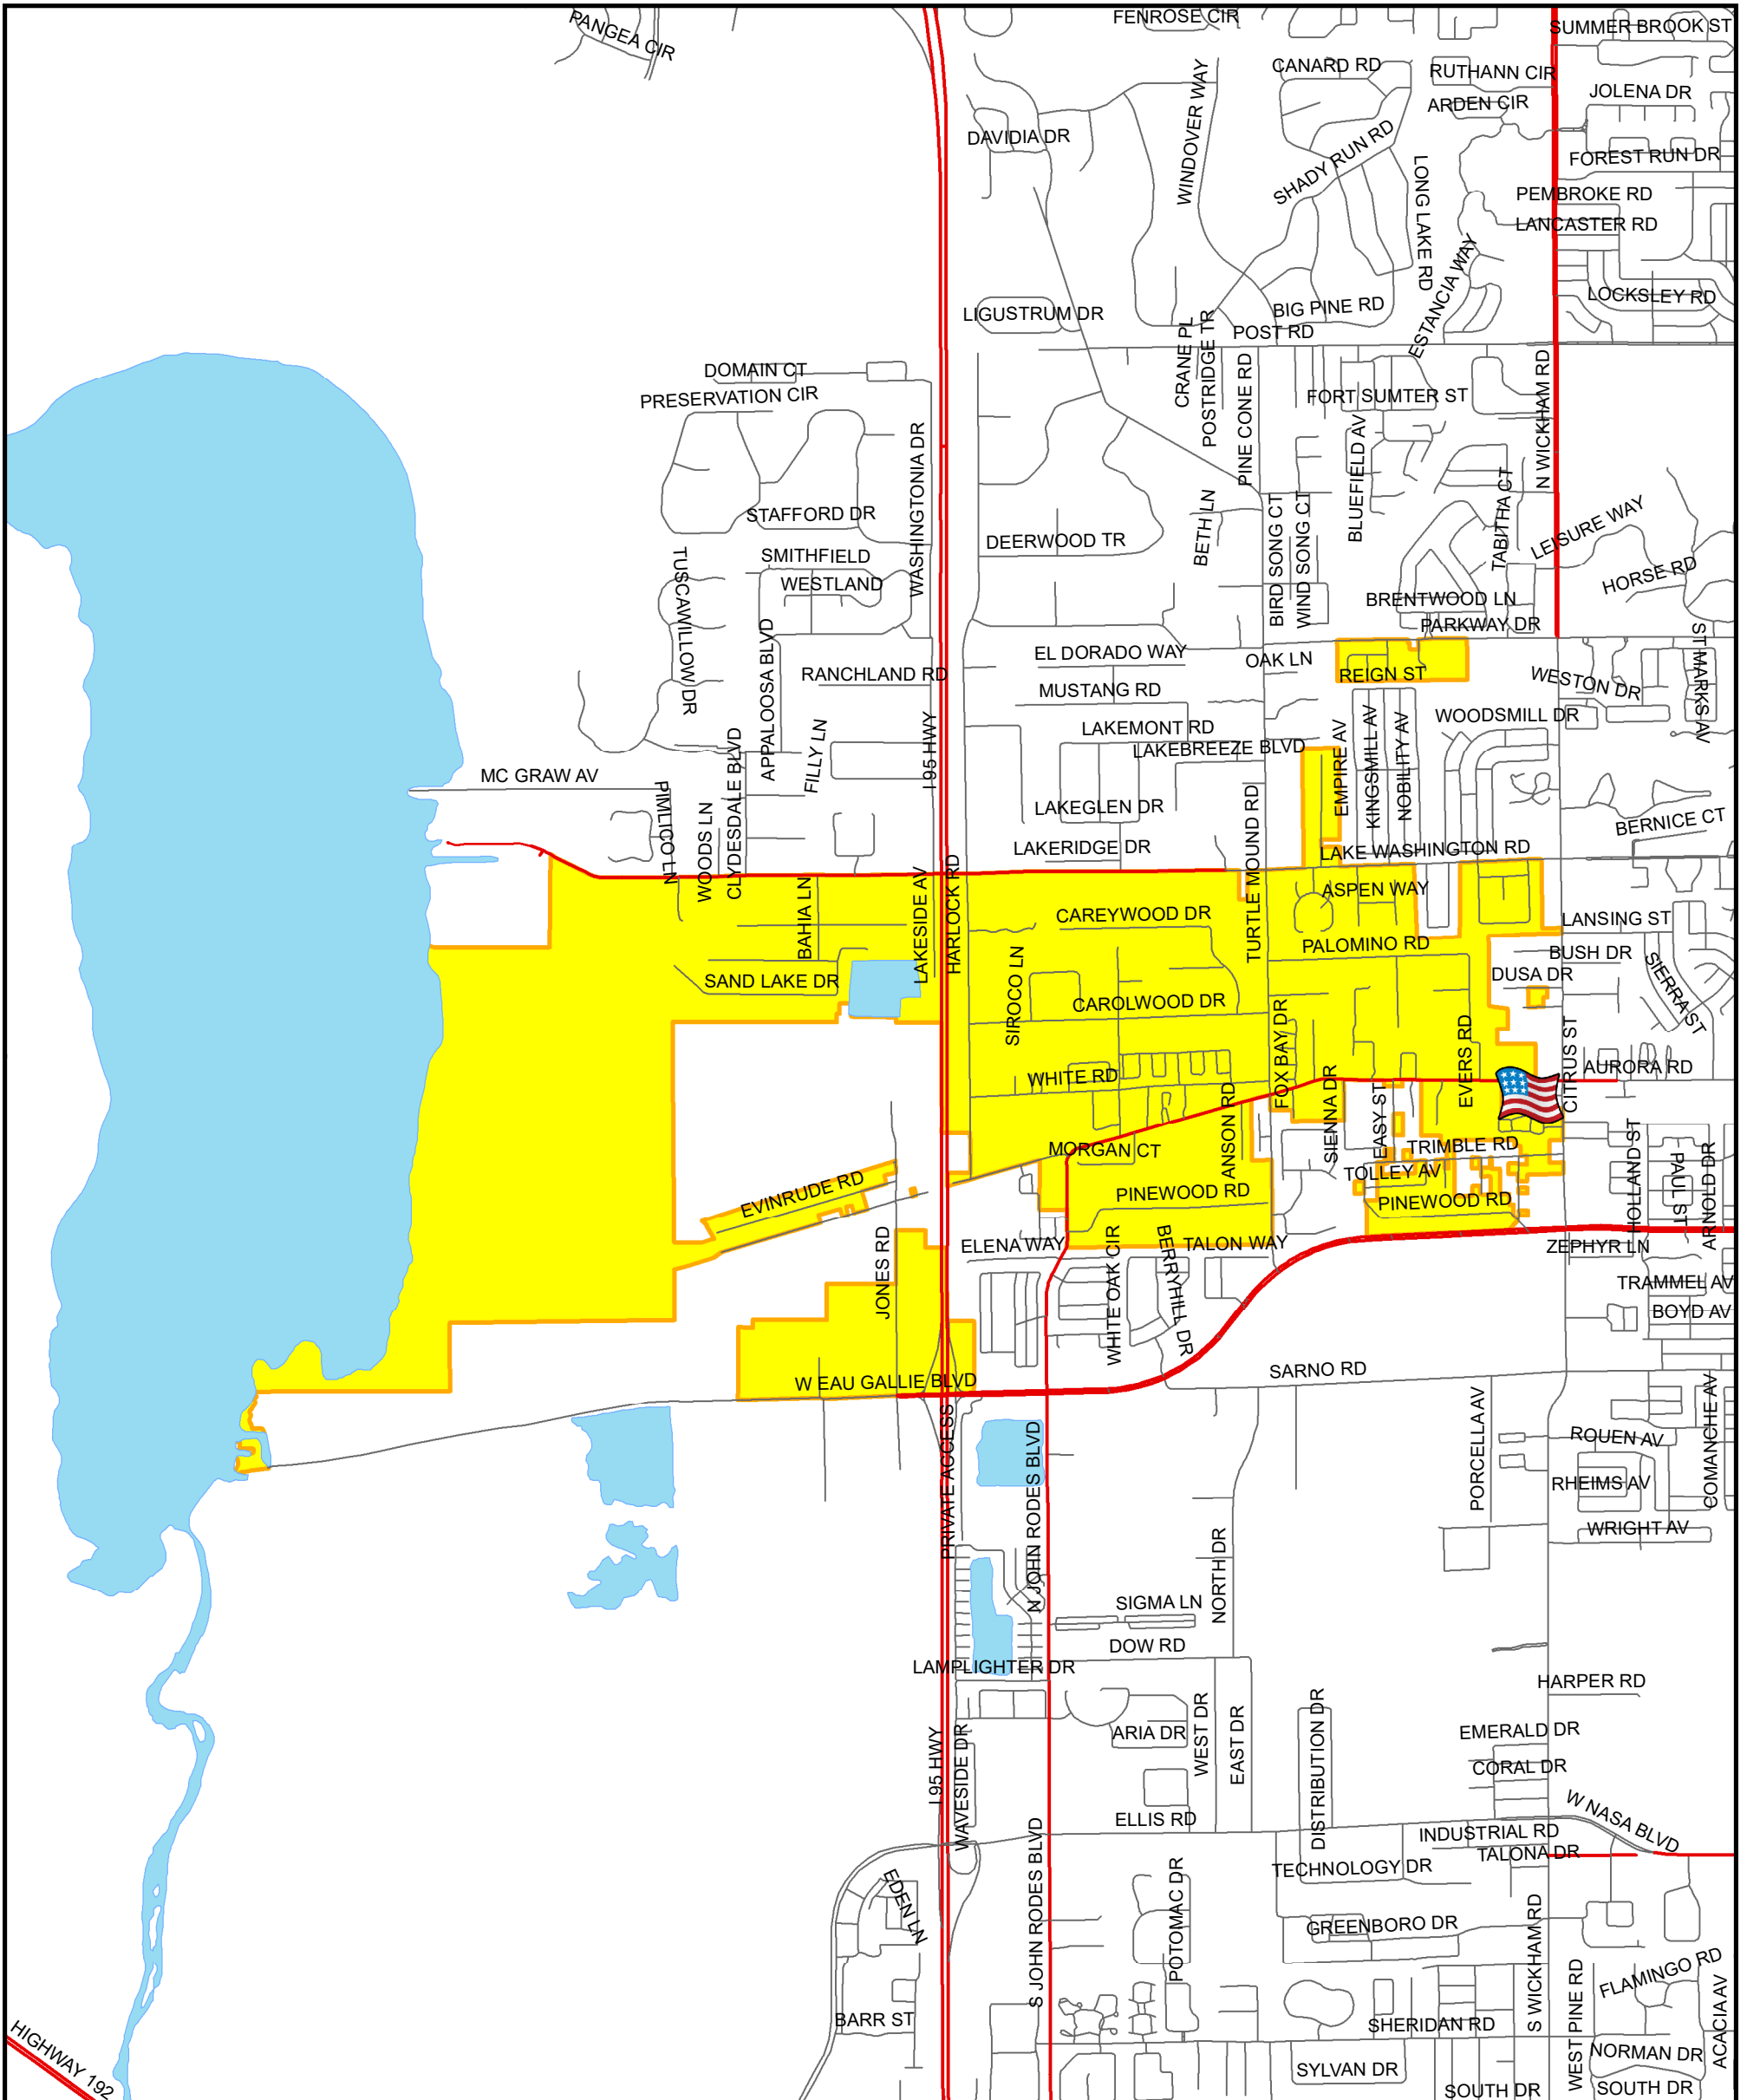 PANGEA CIR
FENROSE CIR
SUMMER BROOK ST
CANARD RD
RUTHANN CIR
JOLENA DR
ARDEN CIR
DAVIDIA DR
WINDOVER WAY
SHADY RUN RD
FOREST RUN DR
LONG LAKE RD
PEMBROKE RD
LANCASTER RD
ESTANCIA WAY
LOCKSLEY RD
LIGUSTRUM DR
BIG PINE RD
POST RD
CRANE PL
POSTRIDGE TR
PINE CONE RD
N WICKHAM RD
DOMAIN CT
PRESERVATION CIR
FORT SUMTER ST
WASHINGTONIA DR
BLUEFIELD AV
STAFFORD DR
BETH LN
BIRD SONG CT
WIND SONG CT
TABITHA CT
LEISURE WAY
DEERWOOD TR
SMITHFIELD
WESTLAND
TUSCAWILLOW DR
HORSE RD
BRENTWOOD LN
PARKWAY DR
APPALOOSA BLVD
ST MARKS AV
EL DORADO WAY
OAK LN
RANCHLAND RD
REIGN ST
WESTON DR
MUSTANG RD
WOODSMILL DR
LAKEMONT RD
LAKEBREEZE BLVD
EMPIRE AV
KINGSMILL AV
NOBILITY AV
I 95 HWY
FILLY LN
CLYDESDALE BLVD
MC GRAW AV
PIMLICO LN
WOODS LN
LAKEGLEN DR
TURTLE MOUND RD
BERNICE CT
LAKERIDGE DR
LAKE WASHINGTON RD
BAHIA LN
LAKESIDE AV
HARLOCK RD
ASPEN WAY
CAREYWOOD DR
LANSING ST
PALOMINO RD
BUSH DR
SAND LAKE DR
SIROCO LN
DUSA DR
SIERRA ST
CAROLWOOD DR
FOX BAY DR
EVERS RD
CITRUS ST
WHITE RD
AURORA RD
ANSON RD
SIENNA DR
EASY ST
MORGAN CT
TRIMBLE RD
HOLLAND ST
PAUL ST
ARNOLD DR
TOLLEY AV
EVINRUDE RD
PINEWOOD RD
PINEWOOD RD
JONES RD
ELENA WAY
WHITE OAK CIR
BERRYHILL DR
TALON WAY
ZEPHYR LN
TRAMMEL AV
BOYD AV
W EAU GALLIE BLVD
SARNO RD
PRIVATE ACCESS
N JOHN RODES BLVD
PORCELLA AV
ROUEN AV
COMANCHE AV
RHEIMS AV
WRIGHT AV
NORTH DR
SIGMA LN
DOW RD
LAMPLIGHTER DR
HARPER RD
WEST DR
EAST DR
DISTRIBUTION DR
ARIA DR
EMERALD DR
CORAL DR
I 95 HWY
WAVESIDE DR
ELLIS RD
W NASA BLVD
INDUSTRIAL RD
TALONA DR
TECHNOLOGY DR
EDEN LN
S JOHN RODES BLVD
POTOMAC DR
GREENBORO DR
S WICKHAM RD
WEST PINE RD
FLAMINGO RD
ACACIA AV
BARR ST
SHERIDAN RD
NORMAN DR
HIGHWAY 192
SYLVAN DR
SOUTH DR
SOUTH DR